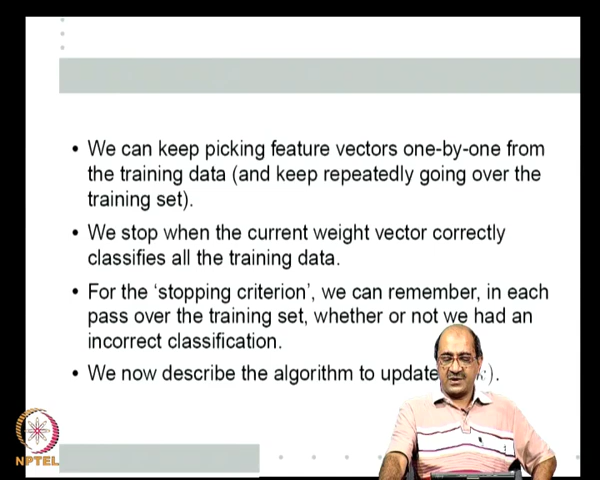 • We can keep picking feature vectors one-by-one from
the training data (and keep repeatedly going over the
training set).
• We stop when the current weight vector correctly
classifies all the training data.
• For the ‘stopping criterion’, we can remember, in each
pass over the training set, whether or not we had an
incorrect classification.
• We now describe the algorithm to update ).
NPTEL